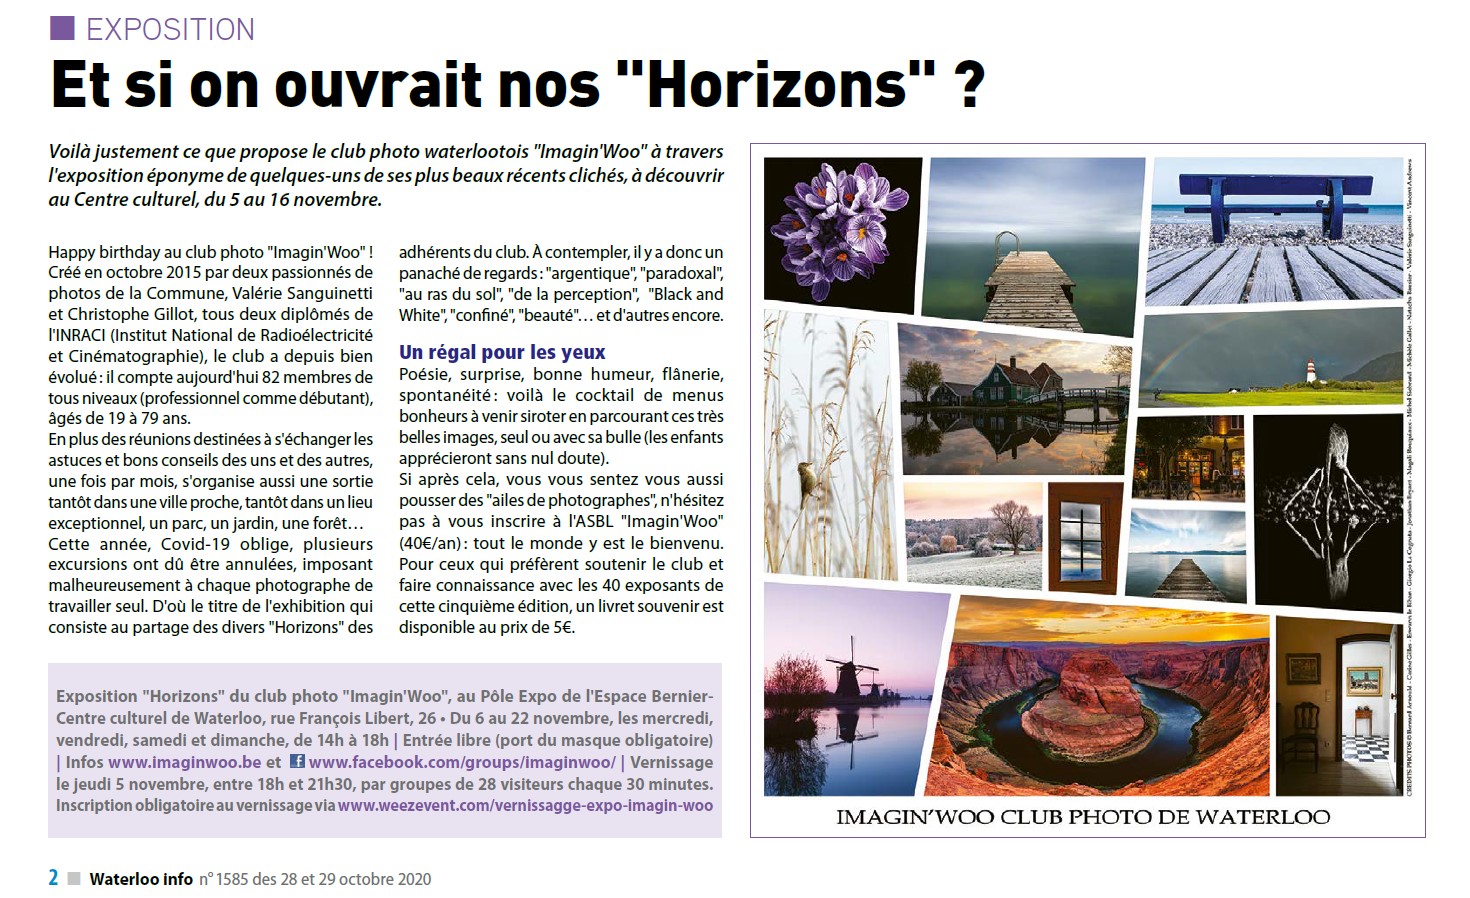 EXPOSITION
Et si on ouvrait nos "Horizons" ?
Voilà justement ce que propose le club photo waterlootois "Imagin'Woo" à travers
l'exposition éponyme de quelques-uns de ses plus beaux récents clichés, à découvrir
au Centre culturel, du 5 au 16 novembre.
Happy birthday au club photo "Imagin'Woo" !
Créé en octobre 2015 par deux passionnés de
photos de la Commune, Valérie Sanguinetti
et Christophe Gillot, tous deux diplômés de
l'INRACI (Institut National de Radioélectricité
et Cinématographie), le club a depuis bien
évolué : il compte aujourd'hui 82 membres de
tous niveaux (professionnel comme débutant),
âgés de 19 à 79 ans.
En plus des réunions destinées à s'échanger les
astuces et bons conseils des uns et des autres,
une fois par mois, s'organise aussi une sortie
tantôt dans une ville proche, tantôt dans un lieu
exceptionnel, un parc, un jardin, une forêt…
Cette année, Covid-19 oblige, plusieurs
excursions ont dû être annulées, imposant
malheureusement à chaque photographe de
travailler seul. D'où le titre de l'exhibition qui
consiste au partage des divers "Horizons" des
adhérents du club. À contempler, il y a donc un
panaché de regards : "argentique", "paradoxal",
"au ras du sol", "de la perception", "Black and
White", "confiné", "beauté"… et d'autres encore.
Un régal pour les yeux
Poésie, surprise, bonne humeur, flânerie,
spontanéité : voilà le cocktail de menus
bonheurs à venir siroter en parcourant ces très
belles images, seul ou avec sa bulle (les enfants
apprécieront sans nul doute).
Si après cela, vous vous sentez vous aussi
pousser des "ailes de photographes", n'hésitez
pas à vous inscrire à l'ASBL "Imagin'Woo"
(40€/an) : tout le monde y est le bienvenu.
Pour ceux qui préfèrent soutenir le club et
faire connaissance avec les 40 exposants de
cette cinquième édition, un livret souvenir est
disponible au prix de 5€.
Exposition "Horizons" du club photo "Imagin'Woo", au Pôle Expo de l'Espace Bernier-
Centre culturel de Waterloo, rue François Libert, 26 • Du 6 au 22 novembre, les mercredi,
vendredi, samedi et dimanche, de 14h à 18h | Entrée libre (port du masque obligatoire)
| Infos www.imaginwoo.be et f www.facebook.com/groups/imaginwoo/ | Vernissage
le jeudi 5 novembre, entre 18h et 21h30, par groupes de 28 visiteurs chaque 30 minutes.
Inscription obligatoire au vernissage via www.weezevent.com/vernissagge-expo-imagin-woo
IMAGIN'WOO CLUB PHOTO DE WATERLOO
2 Waterloo info n° 1585 des 28 et 29 octobre 2020